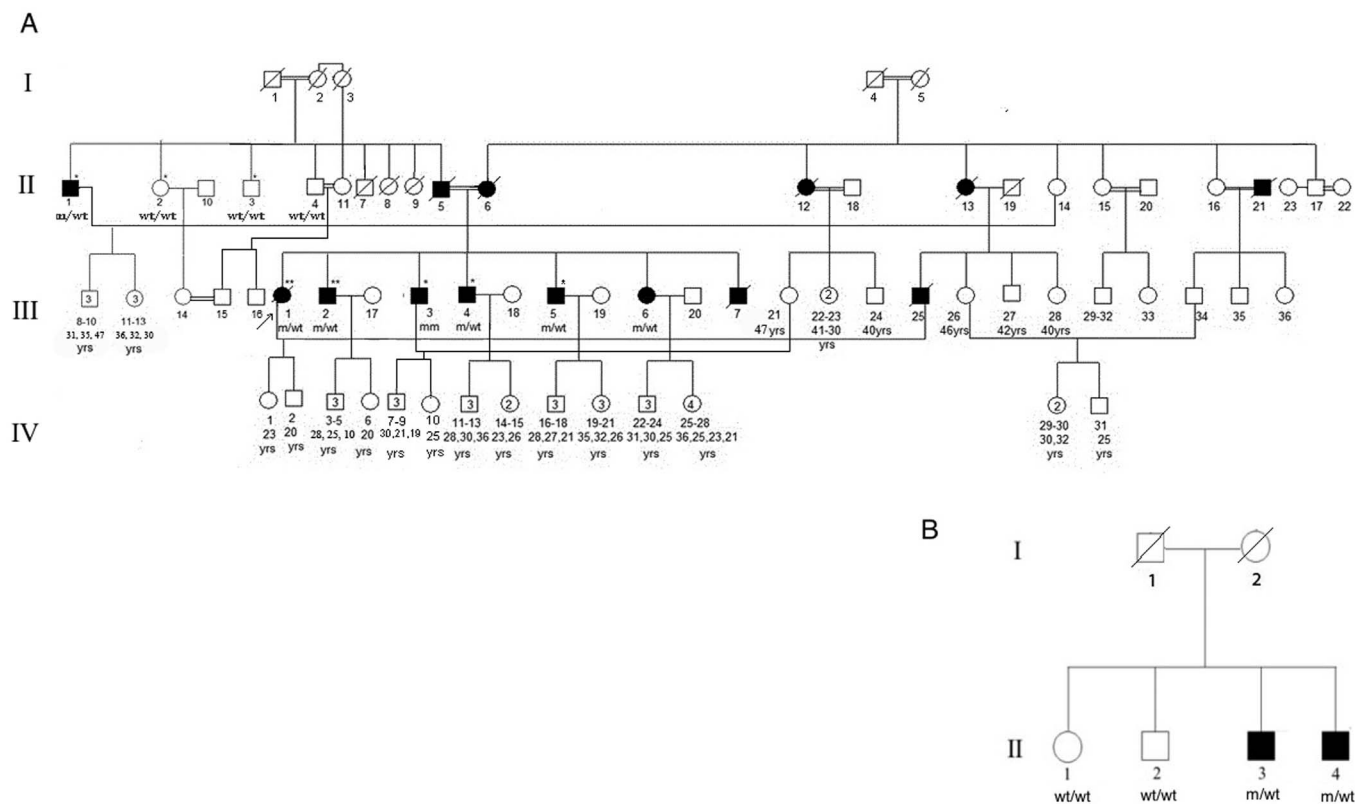 A
I
1 2 3 4 5
II
1 2 10 3 4 11 7 8 9 5 6 12 18 13 19 14 15 20 16 21 23 17 22
m/wt wt/wt wt/wt wt/wt
* * *
III
3 3 14 15 16 ** ** * * * 2
8-10 11-13 1 2 17 3 4 18 5 19 6 20 7 21 22-23 24 25 26 27 28 29-32 33 34 35 36
31, 35, 47 36, 32, 30 m/wt m/wt mm m/wt m/wt m/wt 47yrs 41-30 40yrs 46yrs 42yrs 40yrs
yrs yrs yrs
IV
3 3 3 2 3 3 3 4 2
1 2 3-5 6 7-9 10 11-13 14-15 16-18 19-21 22-24 25-28 29-30 31
23 20 28, 25, 10 20 30,21,19 25 28,30,36 23,26 28,27,21 35,32,26 31,30,25 36,25,23,21 30,32 25
yrs yrs yrs yrs yrs yrs yrs yrs yrs yrs yrs yrs yrs yrs
B
I
1 2
II
1 2 3 4
wt/wt wt/wt m/wt m/wt